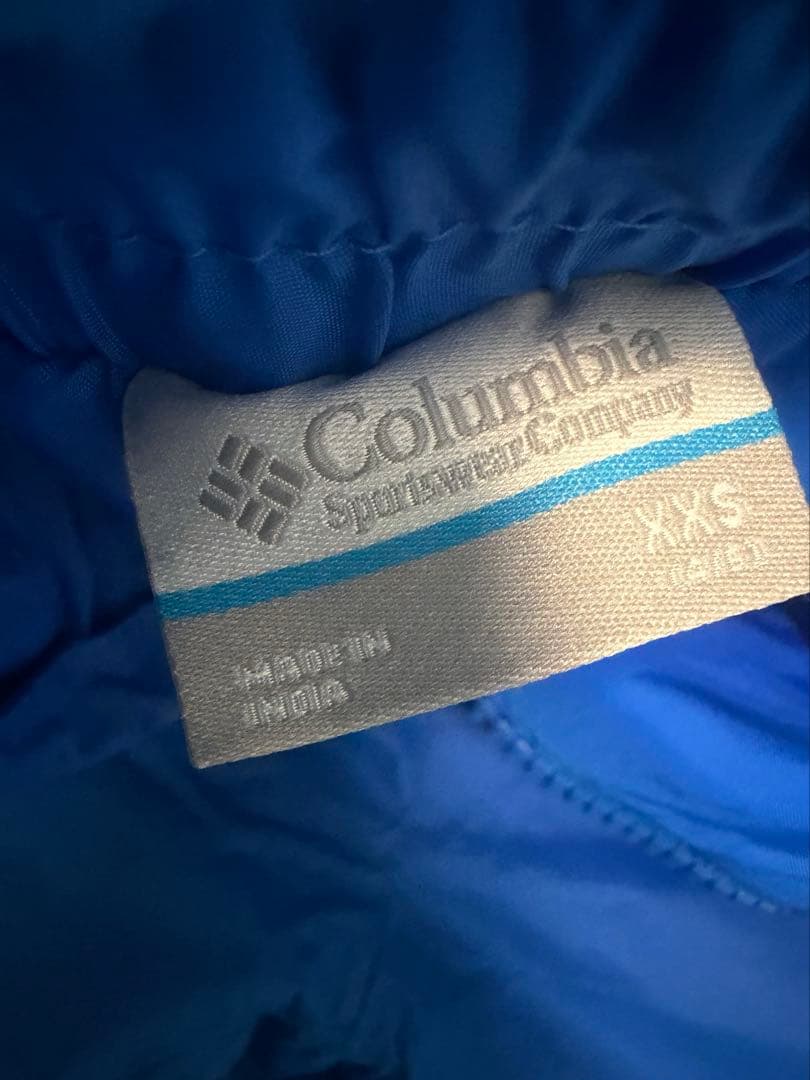 Columbia
Sportswear Company
XXS
MADE IN
INDIA